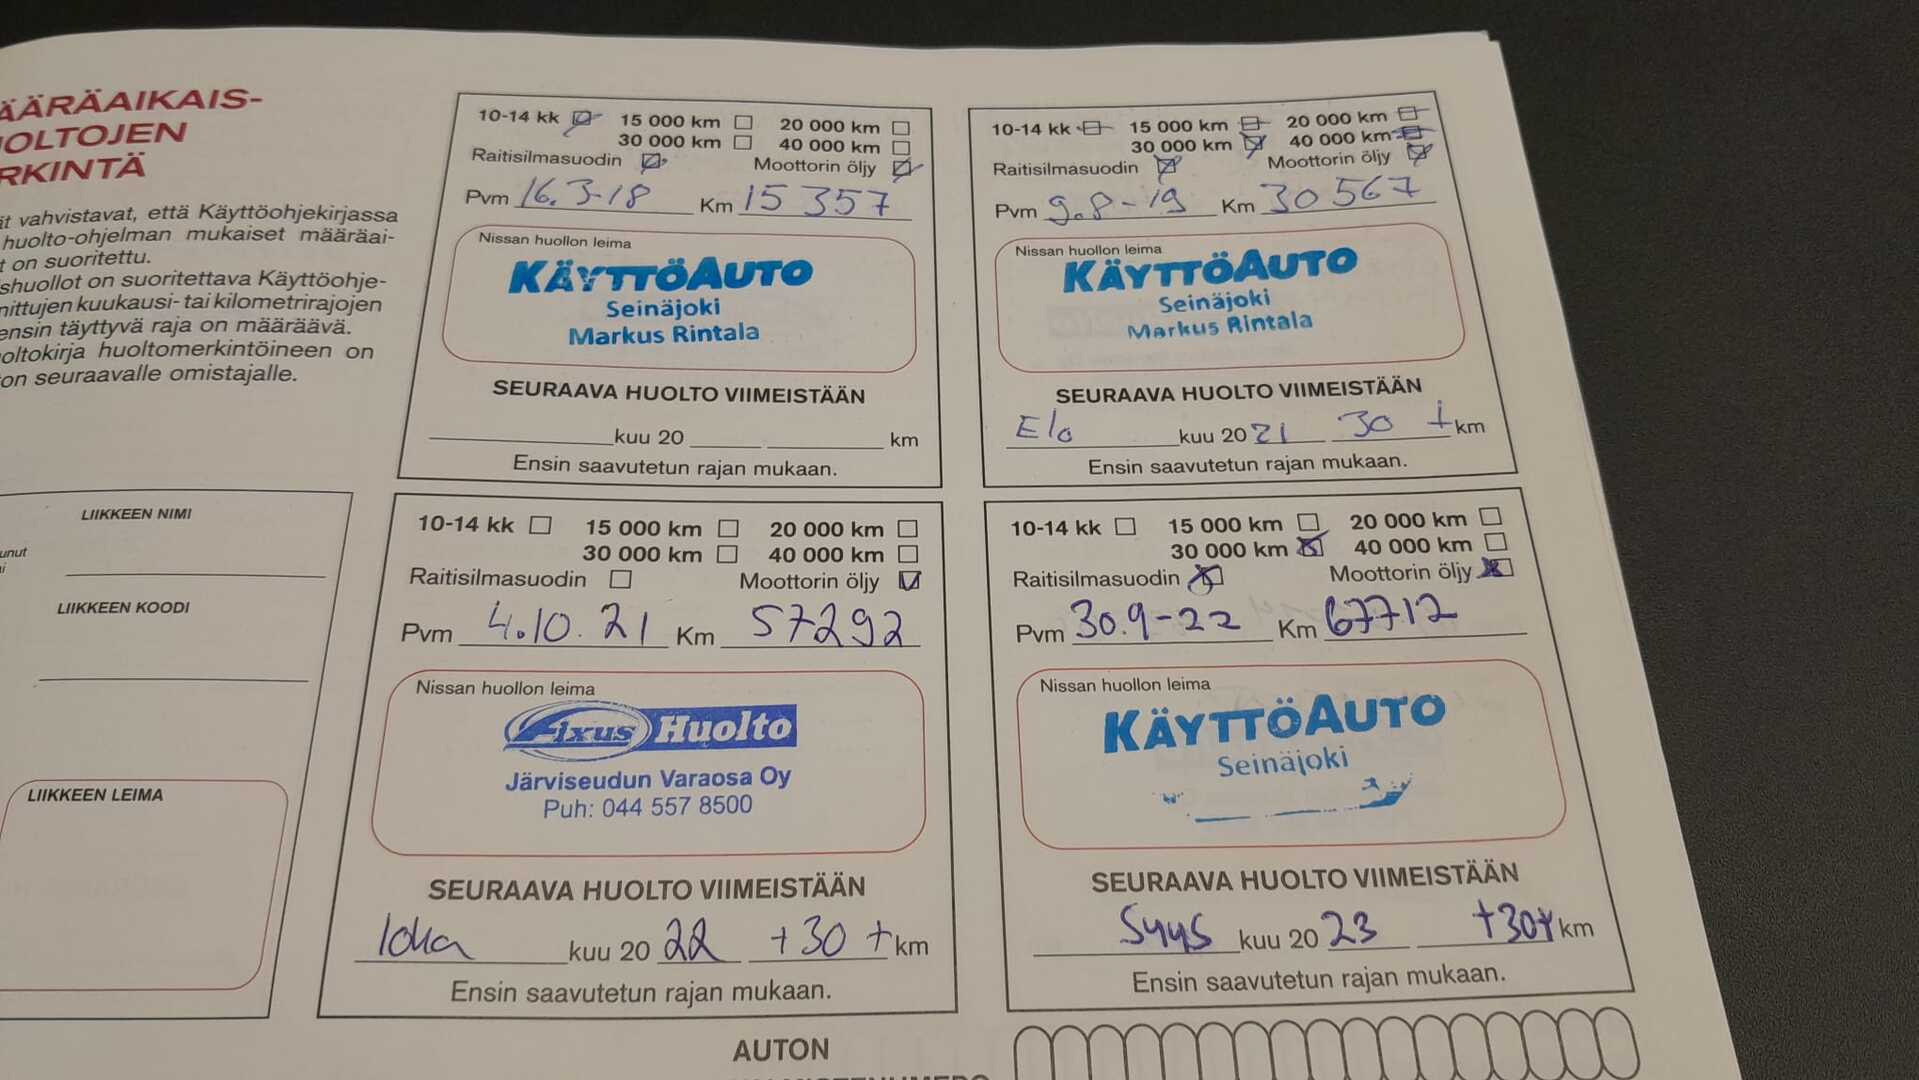 ÄÄRÄAIKAIS-
OLTOJEN
RKINTÄ
ät vahvistavat, että Käyttöohjekirjassa
huolto-ohjelman mukaiset määräai-
t on suoritettu.
shuollot on suoritettava Käyttöohje-
nittujen kuukausi- tai kilometrirajojen
ensin täyttyvä raja on määräävä.
oltokirja huoltomerkintöineen on
on seuraavalle omistajalle.
LIIKKEEN NIMI
unut
LIIKKEEN KOODI
LIIKKEEN LEIMA
10-14 kk 15 000 km 20 000 km
30 000 km 40 000 km
Raitisilmasuodin Moottorin öljy
Pvm 16.3-18 Km 15 357
Nissan huollon leima
KÄYTTÖAUTO
Seinäjoki
Markus Rintala
SEURAAVA HUOLTO VIIMEISTÄÄN
kuu 20 km
Ensin saavutetun rajan mukaan.
10-14 kk 15 000 km 20 000 km
30 000 km 40 000 km
Raitisilmasuodin Moottorin öljy
Pvm 9.8-19 Km 30 567
Nissan huollon leima
KÄYTTÖAUTO
Seinäjoki
Markus Rintala
SEURAAVA HUOLTO VIIMEISTÄÄN
Elo kuu 20 21 30 t km
Ensin saavutetun rajan mukaan.
10-14 kk 15 000 km 20 000 km
30 000 km 40 000 km
Raitisilmasuodin Moottorin öljy
Pvm 4.10.21 Km 57292
Nissan huollon leima
Fixus Huolto
Järviseudun Varaosa Oy
Puh: 044 557 8500
SEURAAVA HUOLTO VIIMEISTÄÄN
loka kuu 20 22 +30 t km
Ensin saavutetun rajan mukaan.
10-14 kk 15 000 km 20 000 km
30 000 km 40 000 km
Raitisilmasuodin Moottorin öljy
Pvm 30.9-22 Km 67712
Nissan huollon leima
KÄYTTÖAUTO
Seinäjoki
SEURAAVA HUOLTO VIIMEISTÄÄN
Syys kuu 20 23 +30t km
Ensin saavutetun rajan mukaan.
AUTON